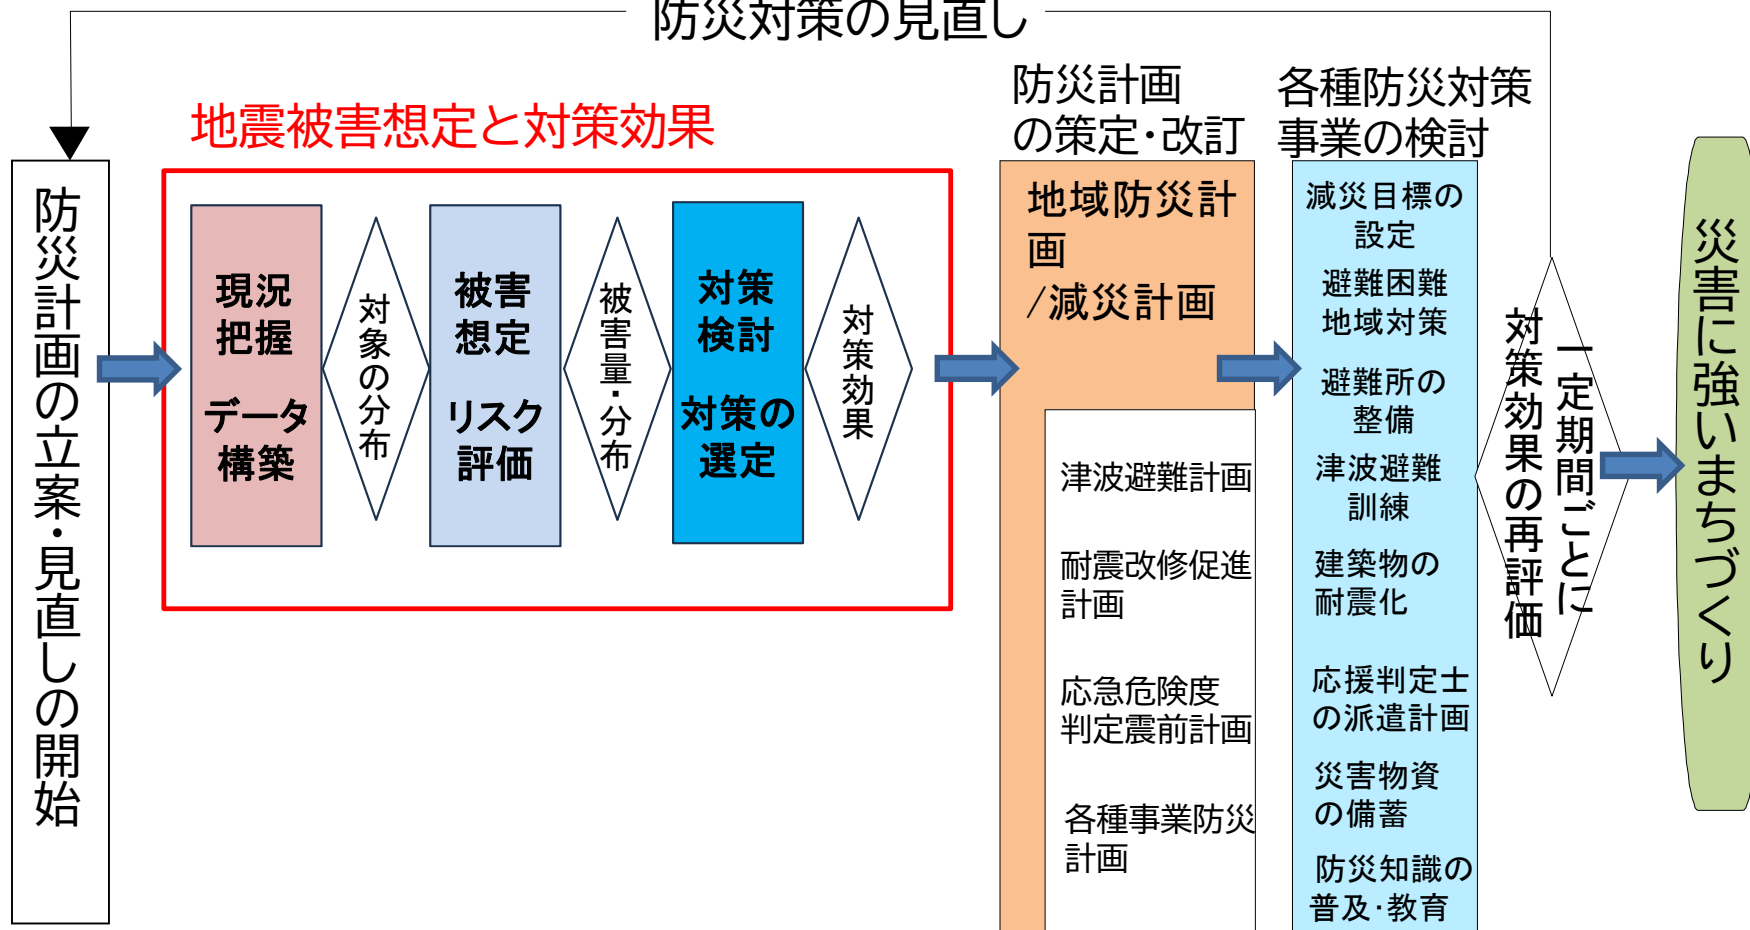 防災対策の見直し
防災計画の立案・見直しの開始
地震被害想定と対策効果
現況
把握
データ
構築
対象の分布
被害
想定
リスク
評価
被害量・分布
対策
検討
対策の
選定
対策効果
防災計画
の策定・改訂
地域防災計
画
/減災計画
津波避難計画
耐震改修促進
計画
応急危険度
判定震前計画
各種事業防災
計画
各種防災対策
事業の検討
減災目標の
設定
避難困難
地域対策
避難所の
整備
津波避難
訓練
建築物の
耐震化
応援判定士
の派遣計画
災害物資
の備蓄
防災知識の
普及・教育
一定期間ごとに
対策効果の再評価
災害に強いまちづくり